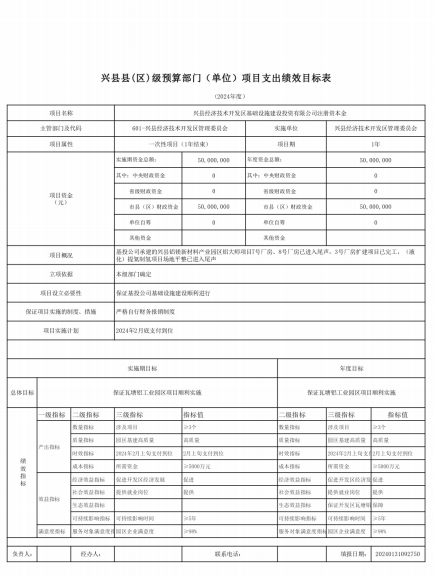 兴县县(区)级预算部门(单位)项目支出绩效目标表
(2024年度)
项目名称 兴县经济技术开发区基础设施建设投资有限公司注册资本金
主管部门及代码 601-兴县经济技术开发区管理委员会 实施单位 兴县经济技术开发区管理委员会
项目属性 一次性项目(1年结束) 项目期 1年
项目资金
(元)
实施期资金总额: 50,000,000 年度资金总额: 50,000,000
其中:中央财政资金 0 其中:中央财政资金 0
省级财政资金 0 省级财政资金 0
市县(区)财政资金 50,000,000 市县(区)财政资金 50,000,000
单位自筹 0 单位自筹 0
其他资金 其他资金
项目概况 基投公司承建的兴县铝镁新材料产业园区铝大师项目7号厂房、8号厂房已进入尾声,3号厂房扩建项目已完工,(液
化)提氦制氢项目场地平整已进入尾声
立项依据 本级部门确定
项目设立必要性 保证基投公司基础设施建设顺利进行
保证项目实施的制度、措施 严格自行财务报销制度
项目实施计划 2024年2月底支付到位
实施期目标 年度目标
总体目标 保证瓦塘铝工业园区项目顺利实施 保证瓦塘铝工业园区项目顺利实施
绩效指标
一级指标 二级指标 三级指标 指标值 二级指标 三级指标 指标值
产出指标
数量指标 涉及项目 ≥3个 数量指标 涉及项目 ≥3个
质量指标 园区基建高质量 高质量 质量指标 园区基建高质量 高质量
时效指标 2024年2月上旬支付到位 2月上旬支付到位 时效指标 2024年2月上旬支付 2月上旬支付到位
成本指标 所需资金 ≥5000万元 成本指标 所需资金 ≥5000万元
效益指标
经济效益指标 促进开发区经济发展 促进 经济效益指标 促进开发区经济发 促进
社会效益指标 提供就业岗位 提供 社会效益指标 提供就业岗位 提供
生态效益指标 生态效益指标 保证开发区瓦塘铝 保障
可持续影响指标 可持续影响时间 ≥5年 可持续影响指标 可持续影响时间 ≥5年
满意度指标 服务对象满意度指标 园区企业满意度 ≥90% 服务对象满意度指标 园区企业满意度 ≥90%
负责人: 经办人: 联系电话: 填报日期: 20240131092750